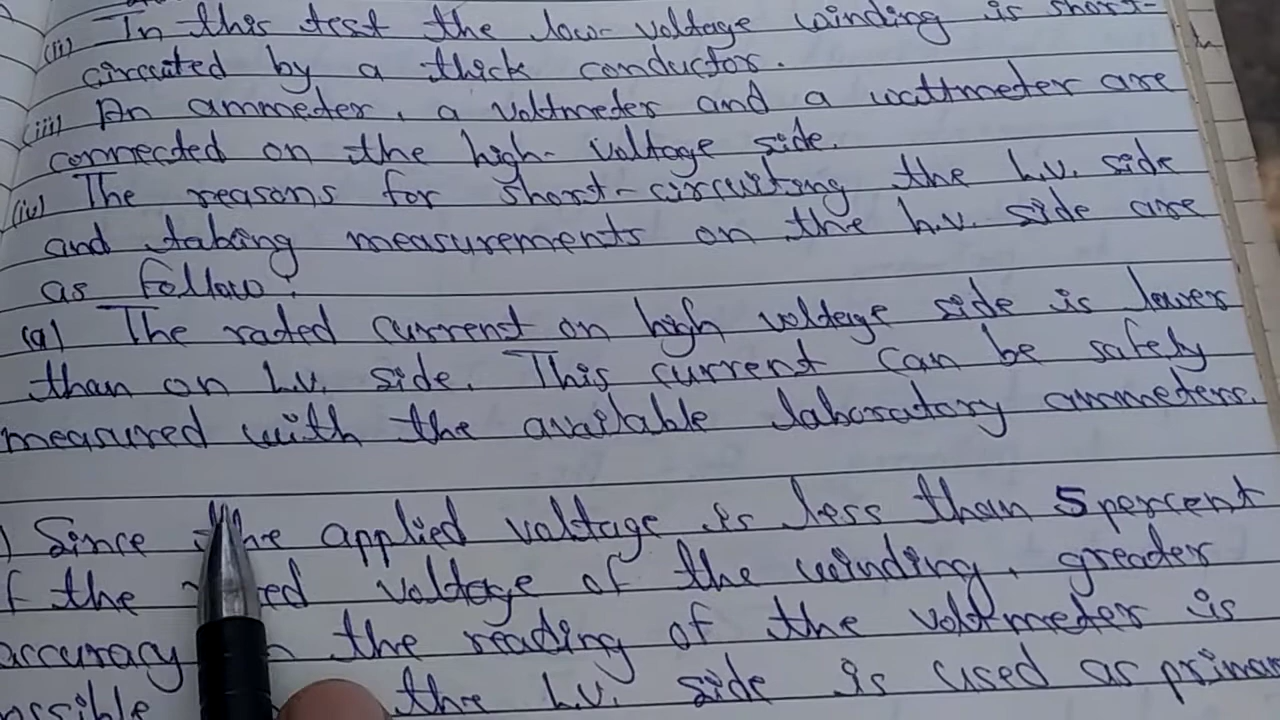 (ii) In this test the low-voltage winding is short-
circuited by a thick conductor.
(iii) An ammeter, a voltmeter and a wattmeter are
connected on the high-voltage side.
(iv) The reasons for short-circuiting the L.V. side
and taking measurements on the h.v. side are
as follow:
(a) The rated current on high voltage side is lower
than on L.V. side. This current can be safely
measured with the available laboratory ammeters.
) Since the applied voltage is less than 5 percent
f the voltage of the winding, greater
accuracy the reading of the voltmeter is
the h.v. side is used as primar